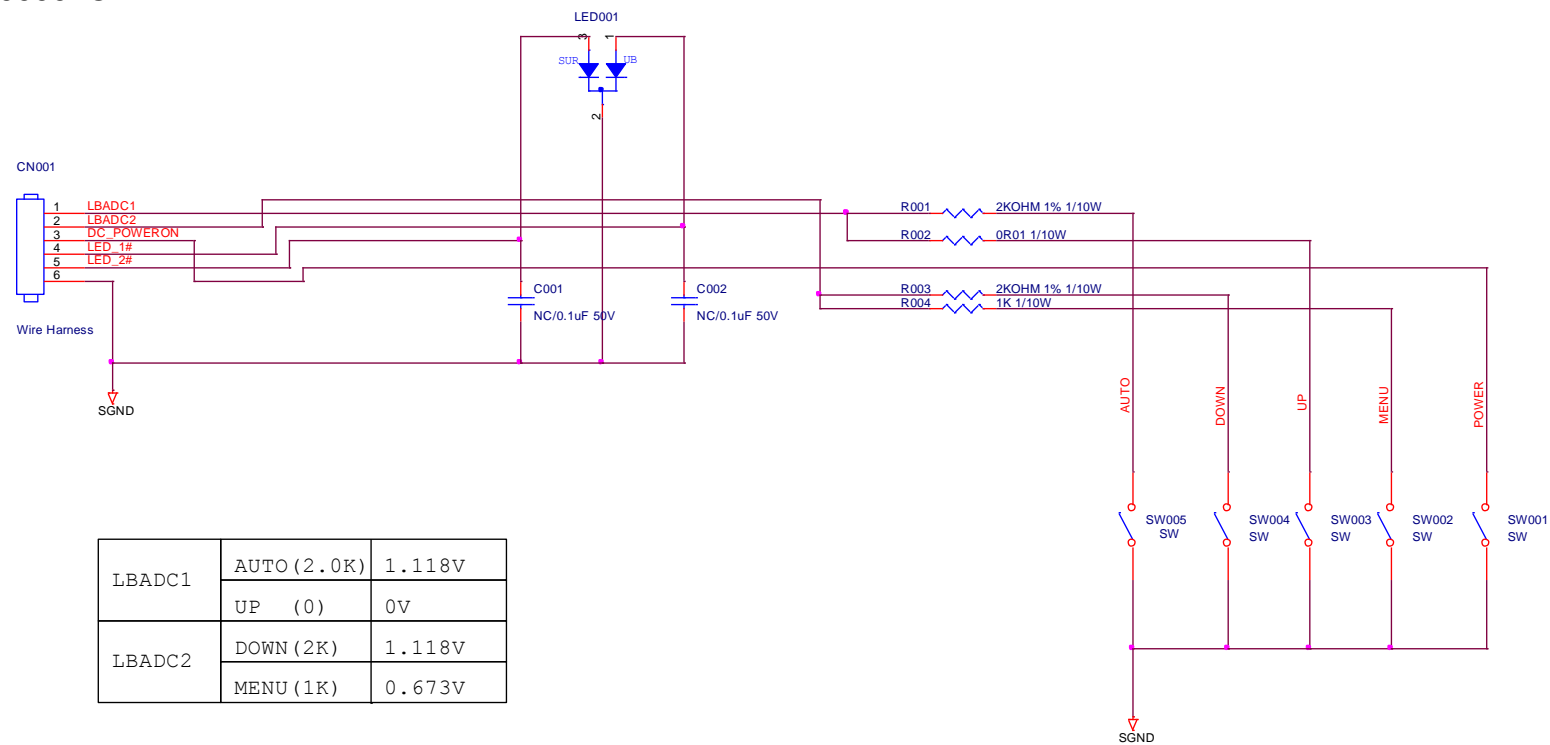 LED001
3
1
SUR
UB
2
CN001
1 LBADC1
2 LBADC2
3 DC_POWERON
4 LED_1#
5 LED_2#
6
Wire Harness
SGND
R001 2KOHM 1% 1/10W
R002 0R01 1/10W
R003 2KOHM 1% 1/10W
R004 1K 1/10W
C001
NC/0.1uF 50V
C002
NC/0.1uF 50V
AUTO
DOWN
UP
MENU
POWER
SW005
SW
SW004
SW
SW003
SW
SW002
SW
SW001
SW
SGND
LBADC1 AUTO(2.0K) 1.118V
UP (0) 0V
LBADC2 DOWN(2K) 1.118V
MENU(1K) 0.673V